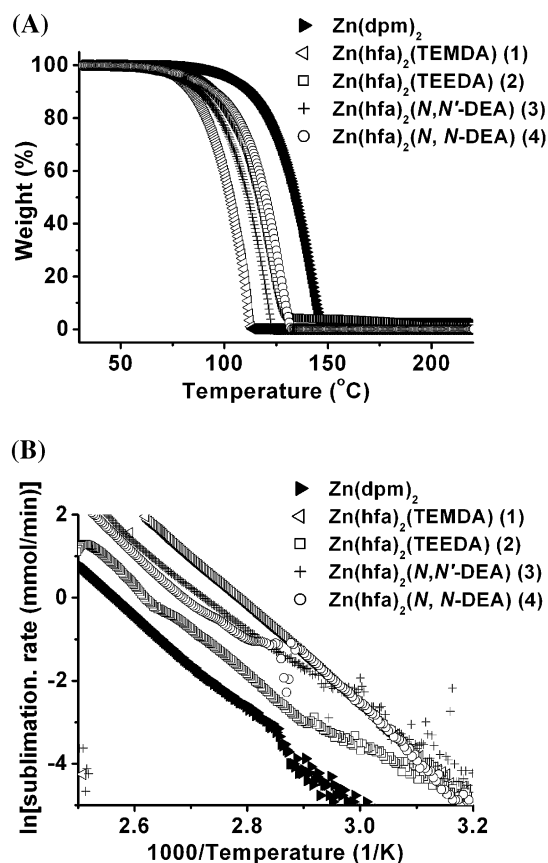 (A)
Zn(dpm)2
Zn(hfa)2(TEMDA) (1)
Zn(hfa)2(TEEDA) (2)
Zn(hfa)2(N,N'-DEA) (3)
Zn(hfa)2(N, N-DEA) (4)
100
80
60
40
20
0
Weight (%)
50
100
150
200
Temperature (°C)
(B)
Zn(dpm)2
Zn(hfa)2(TEMDA) (1)
Zn(hfa)2(TEEDA) (2)
Zn(hfa)2(N,N'-DEA) (3)
Zn(hfa)2(N, N-DEA) (4)
2
0
-2
-4
ln[sublimation. rate (mmol/min)]
2.6
2.8
3.0
3.2
1000/Temperature (1/K)